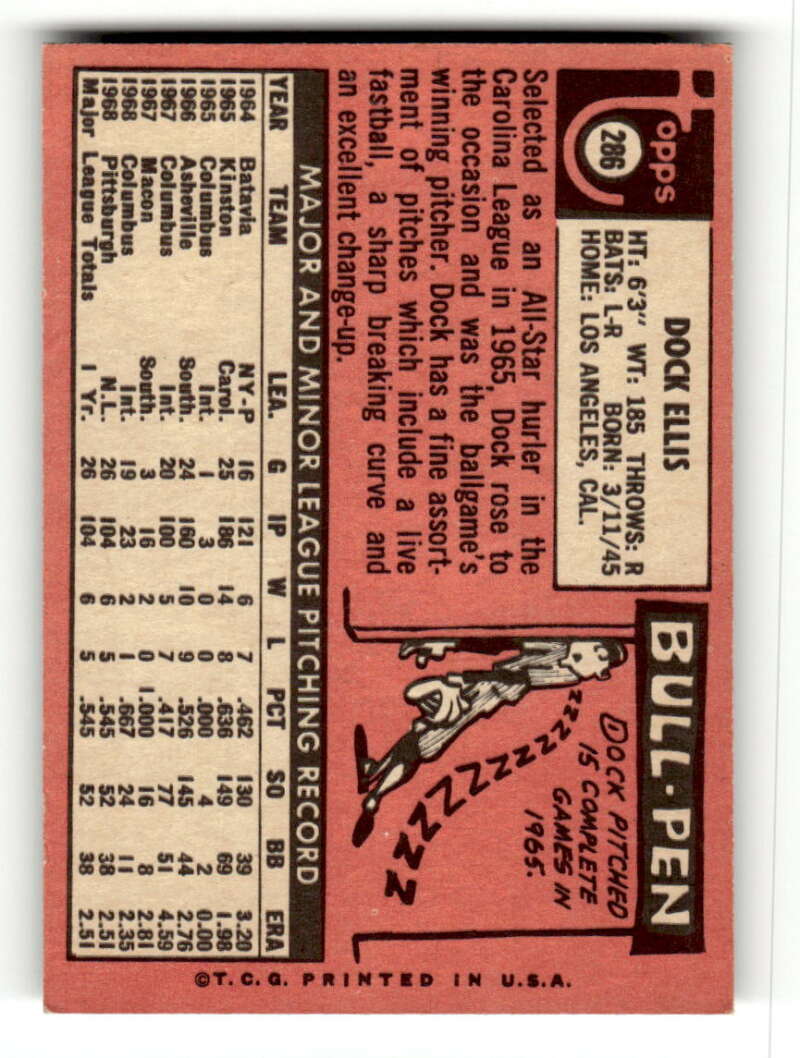 topps
286
DOCK ELLIS
HT: 6'3" WT: 185 THROWS: R
BATS: L-R BORN: 3/11/45
HOME: LOS ANGELES, CAL.
Selected as an All-Star hurler in the
Carolina League in 1965, Dock rose to
the occasion and was the ballgame's
winning pitcher. Dock has a fine assort-
ment of pitches which include a live
fastball, a sharp breaking curve and
an excellent change-up.
BULL-PEN
DOCK PITCHED
15 COMPLETE
GAMES IN
1965.
ZZZZZZZZZZZZZ
MAJOR AND MINOR LEAGUE PITCHING RECORD
YEAR TEAM LEA. G IP W L PCT SO BB ERA
1964 Batavia NY-P 16 121 6 7 .462 130 39 3.20
1965 Kinston Carol. 25 186 14 8 .636 149 69 1.98
1965 Columbus Int. 1 3 0 0 .000 4 2 0.00
1966 Asheville South. 24 160 10 9 .526 145 44 2.76
1967 Columbus Int. 20 100 5 7 .417 77 51 4.59
1967 Macon South. 3 16 2 0 1.000 16 8 2.81
1968 Columbus Int. 19 23 2 1 .667 24 11 2.35
1968 Pittsburgh N.L. 26 104 6 5 .545 52 38 2.51
Major League Totals 1 Yr. 26 104 6 5 .545 52 38 2.51
©T.C.G. PRINTED IN U.S.A.